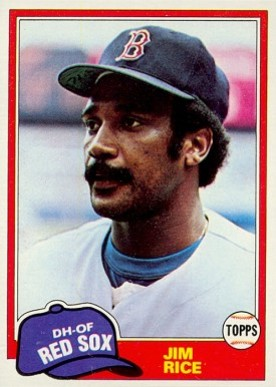 B
DH-OF
RED SOX
JIM
RICE
TOPPS